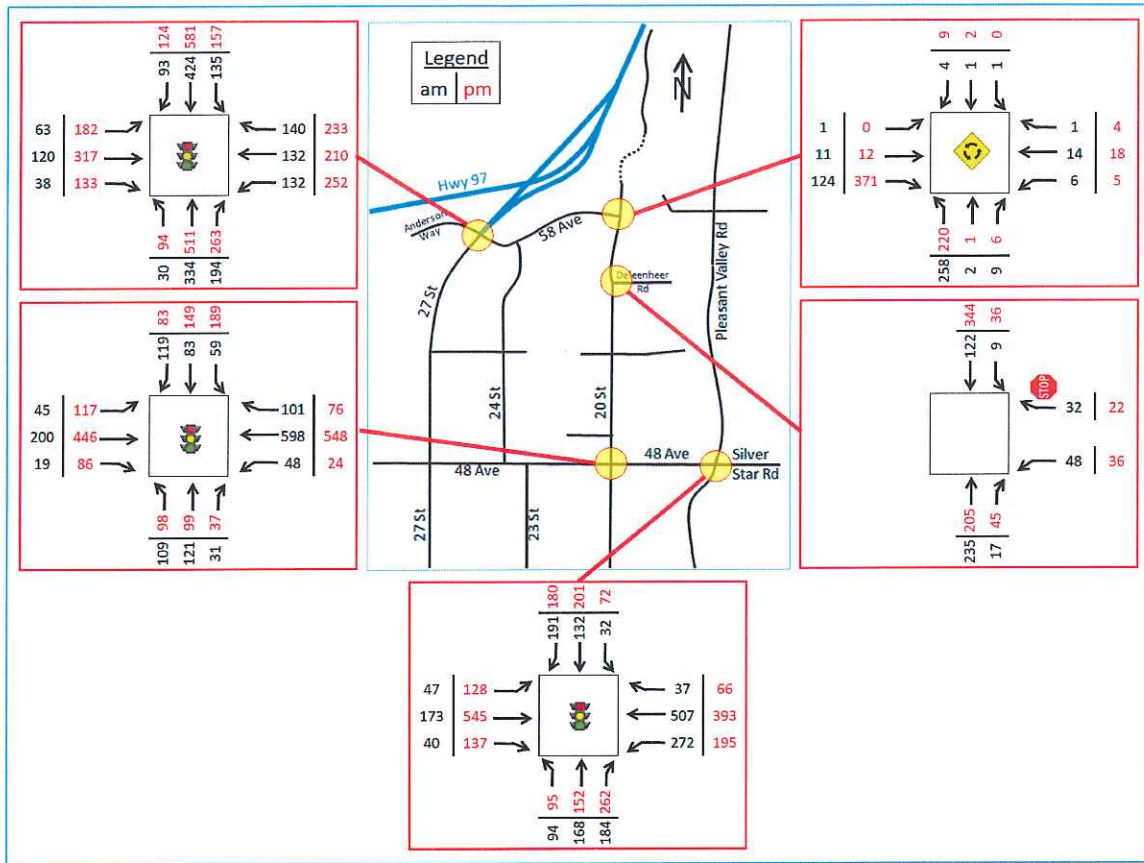 124 581 157
93 424 135
63 182
120 317
38 133
140 233
132 210
132 252
94 511 263
30 334 194
Legend
am pm
N
9 2 0
4 1 1
1 0
11 12
124 371
1 4
14 18
6 5
220 1 6
258 2 9
Hwy 97
Anderson
Way
58 Ave
Pleasant Valley Rd
Deleenheer
Rd
27 St
24 St
20 St
48 Ave
48 Ave
Silver
Star Rd
27 St
23 St
83 149 189
119 83 59
45 117
200 446
19 86
101 76
598 548
48 24
98 99 37
109 121 31
344 36
122 9
STOP
32 22
48 36
205 45
235 17
180 201 72
191 132 32
47 128
173 545
40 137
37 66
507 393
272 195
95 152 262
94 168 184